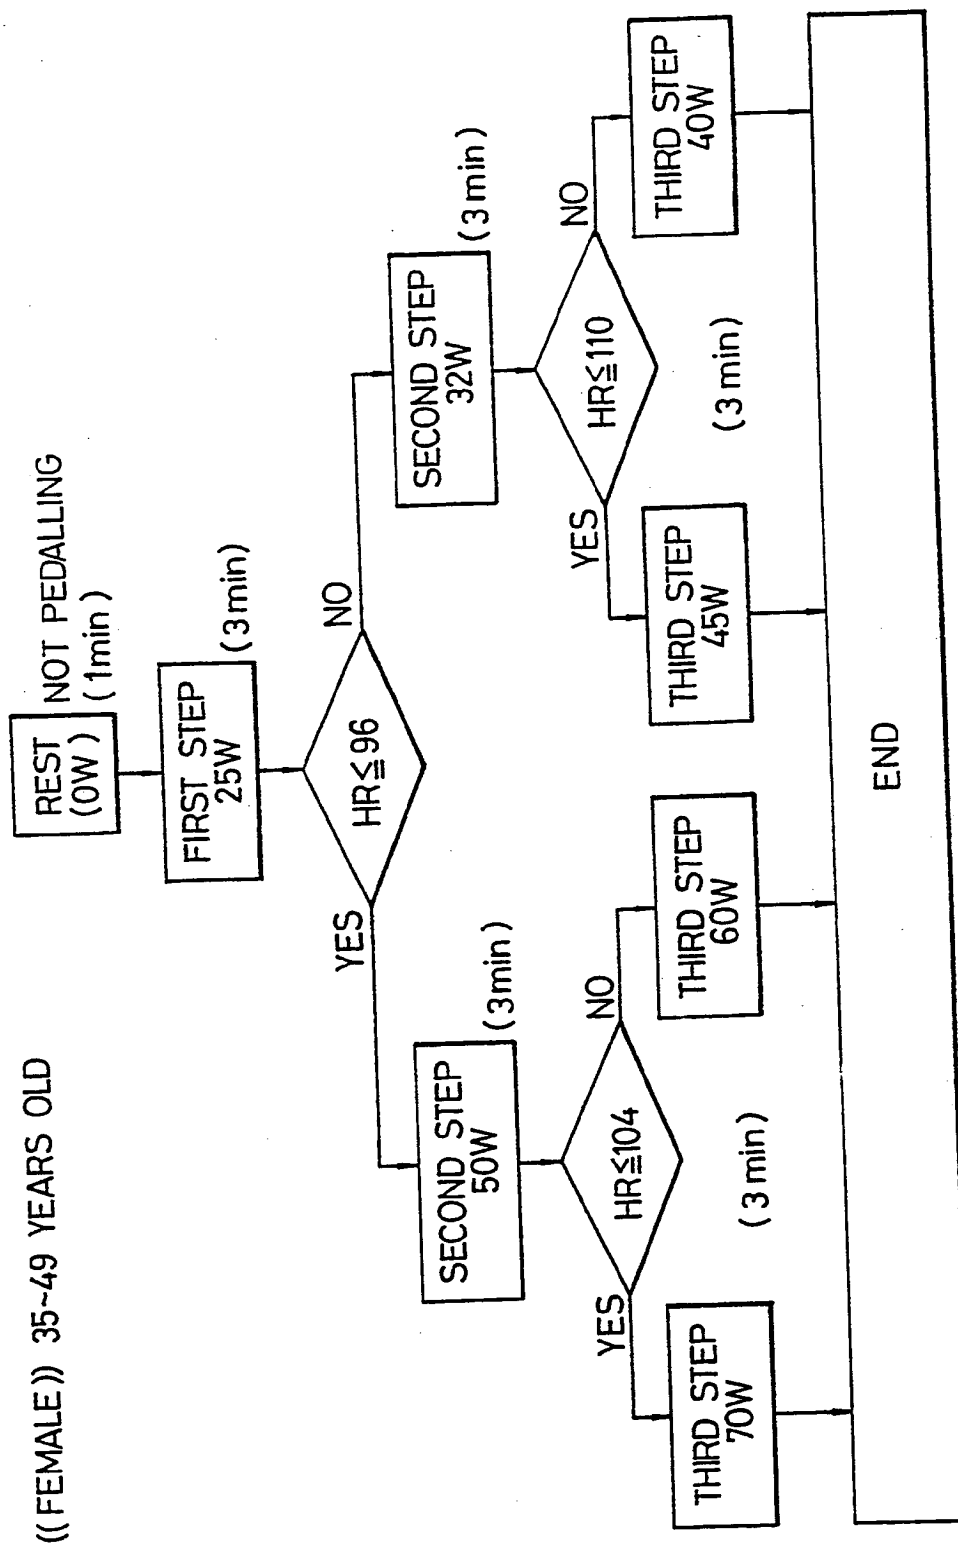 ((FEMALE)) 35~49 YEARS OLD
REST
(0W)
NOT PEDALLING
(1min)
FIRST STEP
25W
(3min)
HR≦96
YES
NO
SECOND STEP
50W
(3min)
SECOND STEP
32W
(3min)
HR≦104
YES
NO
HR≦110
YES
NO
THIRD STEP
70W
(3min)
THIRD STEP
60W
THIRD STEP
45W
(3min)
THIRD STEP
40W
END